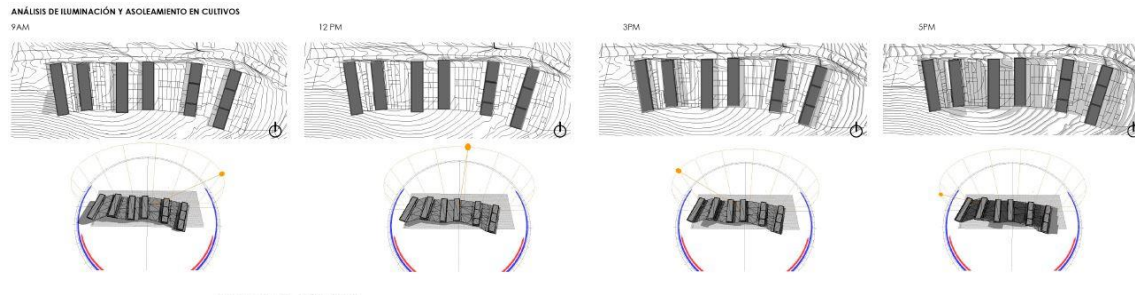 ANÁLISIS DE ILUMINACIÓN Y ASOLEAMIENTO EN CULTIVOS
9AM
12 PM
3PM
5PM